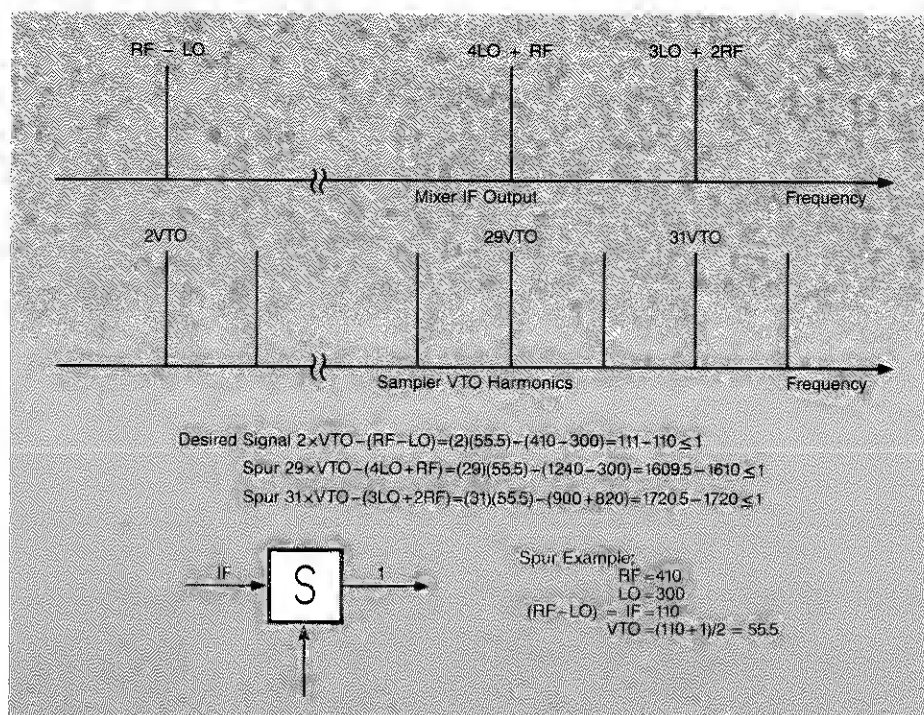 RF − LO 4LO + RF 3LO + 2RF
Mixer IF Output Frequency
2VTO 29VTO 31VTO
Sampler VTO Harmonics Frequency
Desired Signal 2×VTO−(RF−LO)=(2)(55.5)−(410−300)=111−110≤1
Spur 29×VTO−(4LO+RF)=(29)(55.5)−(1240−300)=1609.5−1610≤1
Spur 31×VTO−(3LO+2RF)=(31)(55.5)−(900+820)=1720.5−1720≤1
IF S 1
Spur Example:
RF=410
LO=300
(RF−LO) = IF=110
VTO=(110+1)/2 = 55.5